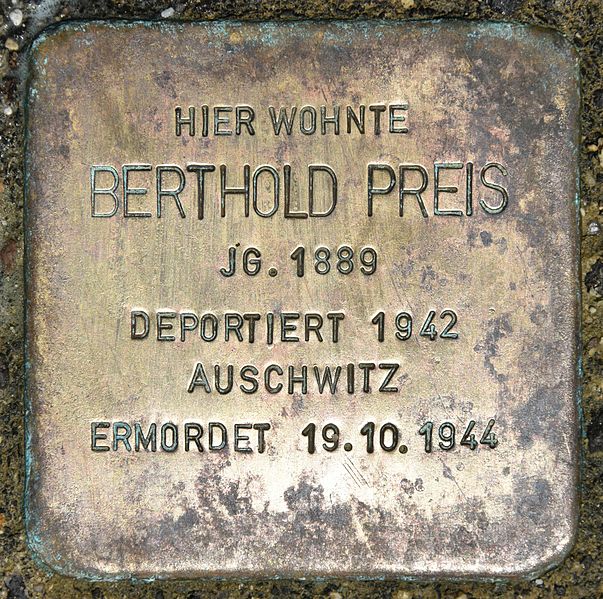 HIER WOHNTE
BERTHOLD PREIS
JG. 1889
DEPORTIERT 1942
AUSCHWITZ
ERMORDET 19.10.1944